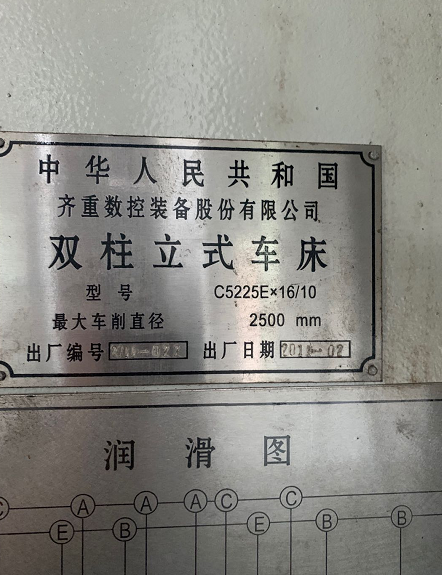 中华人民共和国
齐重数控装备股份有限公司
双柱立式车床
型号 C5225E×16/10
最大车削直径 2500 mm
出厂编号 出厂日期
润滑图
C A A A C C
E B E B B